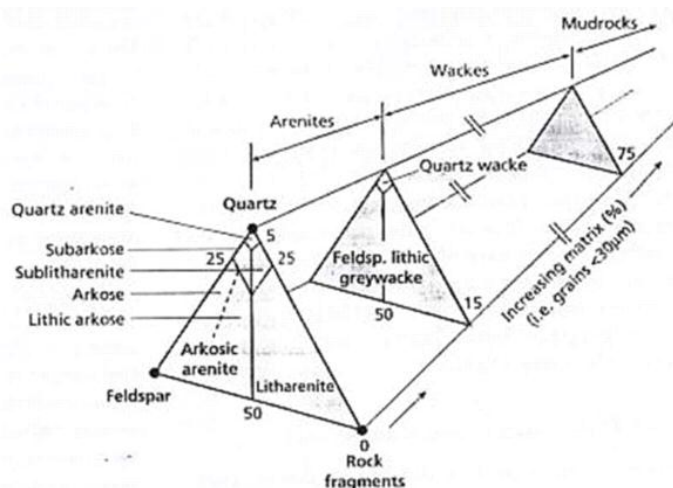 Mudrocks
Wackes
Arenites
Quartz wacke
75
Quartz
Quartz arenite
5
Subarkose
25
25
Sublitharenite
Feldsp. lithic
greywacke
Arkose
Lithic arkose
50
15
Increasing matrix (%)
(i.e. grains <30µm)
Arkosic
arenite
Litharenite
Feldspar
50
0
Rock
fragments